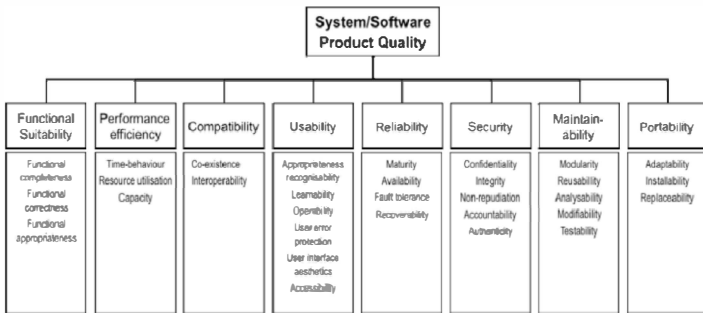 System/Software
Product Quality
Functional
Suitability
Performance
efficiency
Compatibility
Usability
Reliability
Security
Maintain-
ability
Portability
Functional
completeness
Functional
correctness
Functional
appropriateness
Time-behaviour
Resource utilisation
Capacity
Co-existence
Interoperability
Appropriateness
recognisability
Learnability
Operability
User error
protection
User interface
aesthetics
Accessibility
Maturity
Availability
Fault tolerance
Recoverability
Confidentiality
Integrity
Non-repudiation
Accountability
Authenticity
Modularity
Reusability
Analysability
Modifiability
Testability
Adaptability
Installability
Replaceability